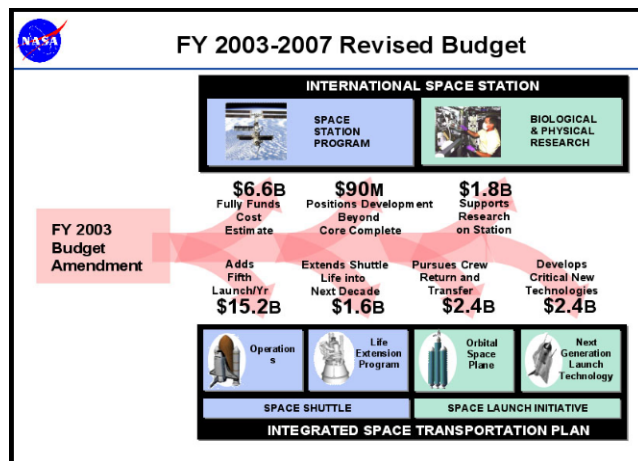 NASA
FY 2003-2007 Revised Budget
INTERNATIONAL SPACE STATION
SPACE
STATION
PROGRAM
BIOLOGICAL
& PHYSICAL
RESEARCH
$6.6B
Fully Funds
Cost
Estimate
$90M
Positions Development
Beyond
Core Complete
$1.8B
Supports
Research
on Station
FY 2003
Budget
Amendment
Adds
Fifth
Launch/Yr
$15.2B
Extends Shuttle
Life into
Next Decade
$1.6B
Pursues Crew
Return and
Transfer
$2.4B
Develops
Critical New
Technologies
$2.4B
Operation
s
Life
Extension
Program
Orbital
Space
Plane
Next
Generation
Launch
Technology
SPACE SHUTTLE
SPACE LAUNCH INITIATIVE
INTEGRATED SPACE TRANSPORTATION PLAN